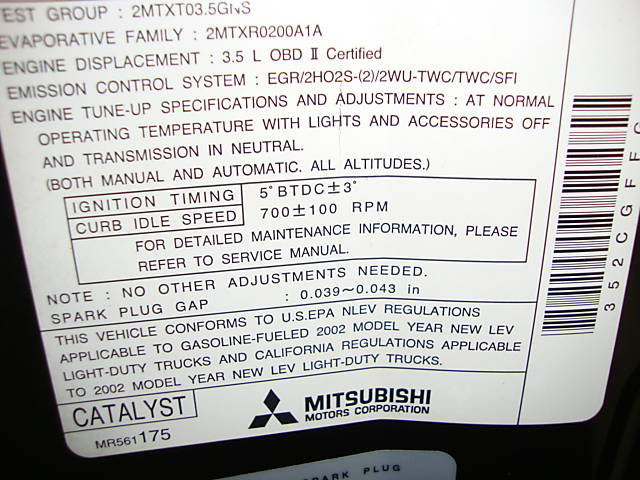 TEST GROUP : 2MTXT03.5GNS
EVAPORATIVE FAMILY : 2MTXR0200A1A
ENGINE DISPLACEMENT : 3.5 L OBD II Certified
EMISSION CONTROL SYSTEM : EGR/2HO2S-(2)/2WU-TWC/TWC/SFI
ENGINE TUNE-UP SPECIFICATIONS AND ADJUSTMENTS : AT NORMAL
OPERATING TEMPERATURE WITH LIGHTS AND ACCESSORIES OFF
AND TRANSMISSION IN NEUTRAL.
(BOTH MANUAL AND AUTOMATIC. ALL ALTITUDES.)
IGNITION TIMING 5°BTDC±3°
CURB IDLE SPEED 700±100 RPM
FOR DETAILED MAINTENANCE INFORMATION, PLEASE
REFER TO SERVICE MANUAL.
NOTE : NO OTHER ADJUSTMENTS NEEDED.
SPARK PLUG GAP : 0.039~0.043 in
THIS VEHICLE CONFORMS TO U.S.EPA NLEV REGULATIONS
APPLICABLE TO GASOLINE-FUELED 2002 MODEL YEAR NEW LEV
LIGHT-DUTY TRUCKS AND CALIFORNIA REGULATIONS APPLICABLE
TO 2002 MODEL YEAR NEW LEV LIGHT-DUTY TRUCKS.
CATALYST
MITSUBISHI
MOTORS CORPORATION
MR561175
352CGFF
SPARK PLUG